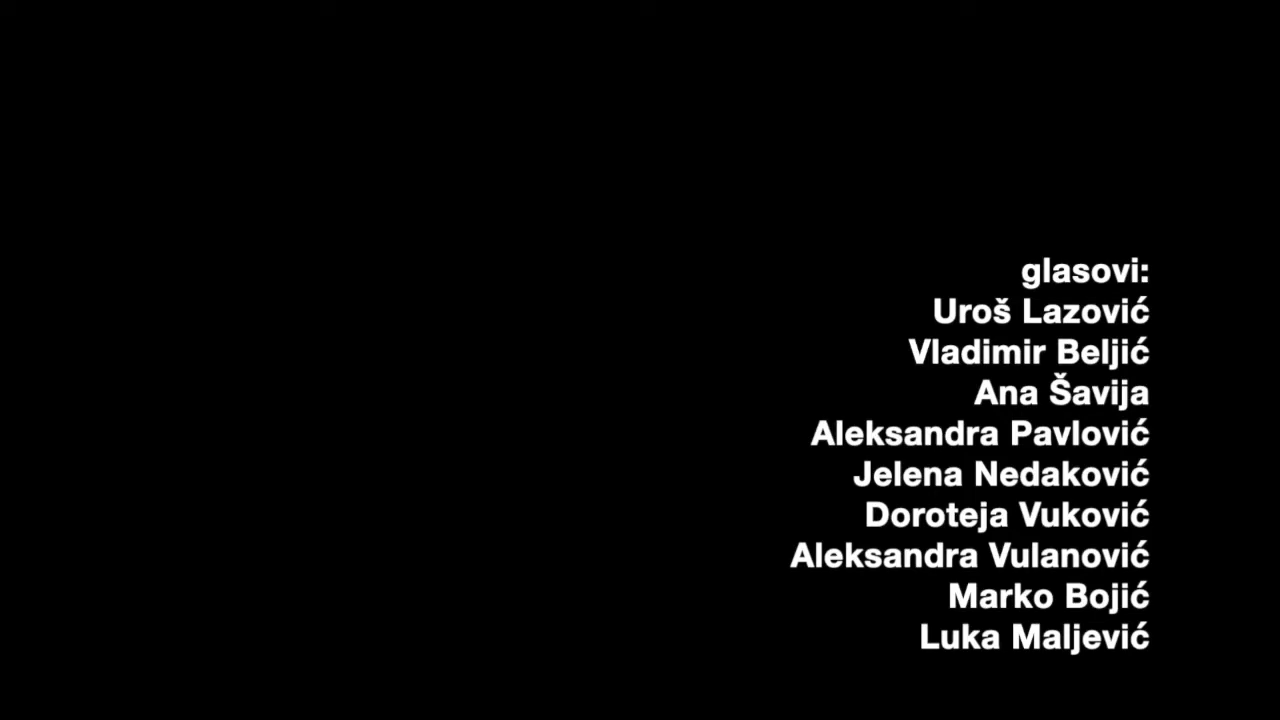 glasovi:
Uroš Lazović
Vladimir Beljić
Ana Šavija
Aleksandra Pavlović
Jelena Nedaković
Doroteja Vuković
Aleksandra Vulanović
Marko Bojić
Luka Maljević